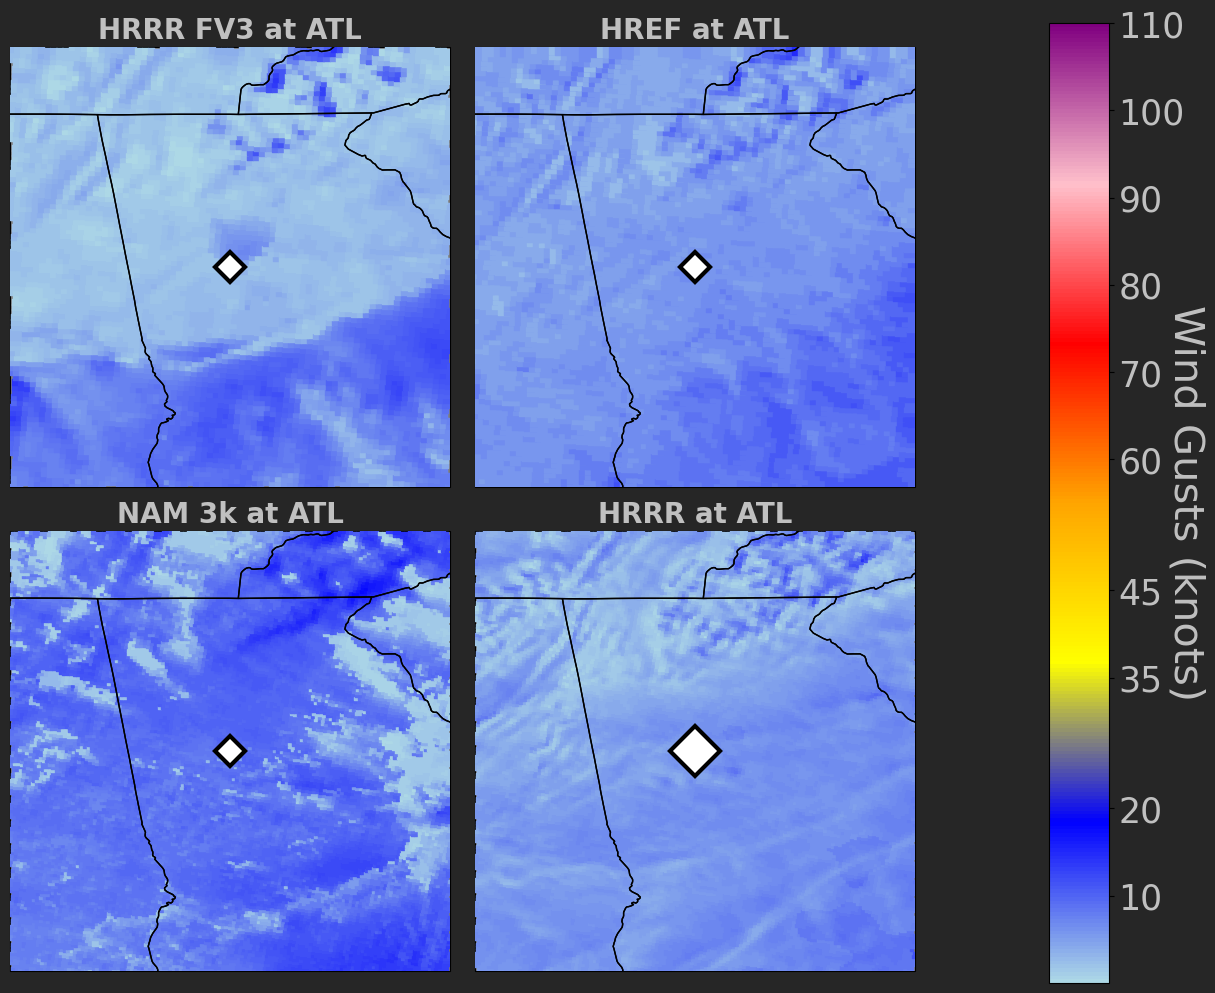 HRRR FV3 at ATL
HREF at ATL
NAM 3k at ATL
HRRR at ATL
110
100
90
80
70
60
45
35
20
10
Wind Gusts (knots)